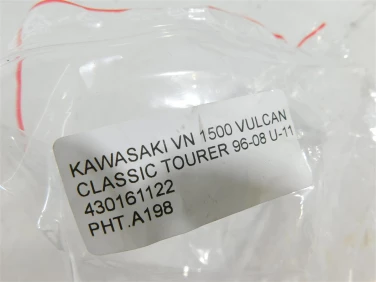 KAWASAKI VN 1500 VULCAN
CLASSIC TOURER 96-08 U-11
430161122
PHT.A198